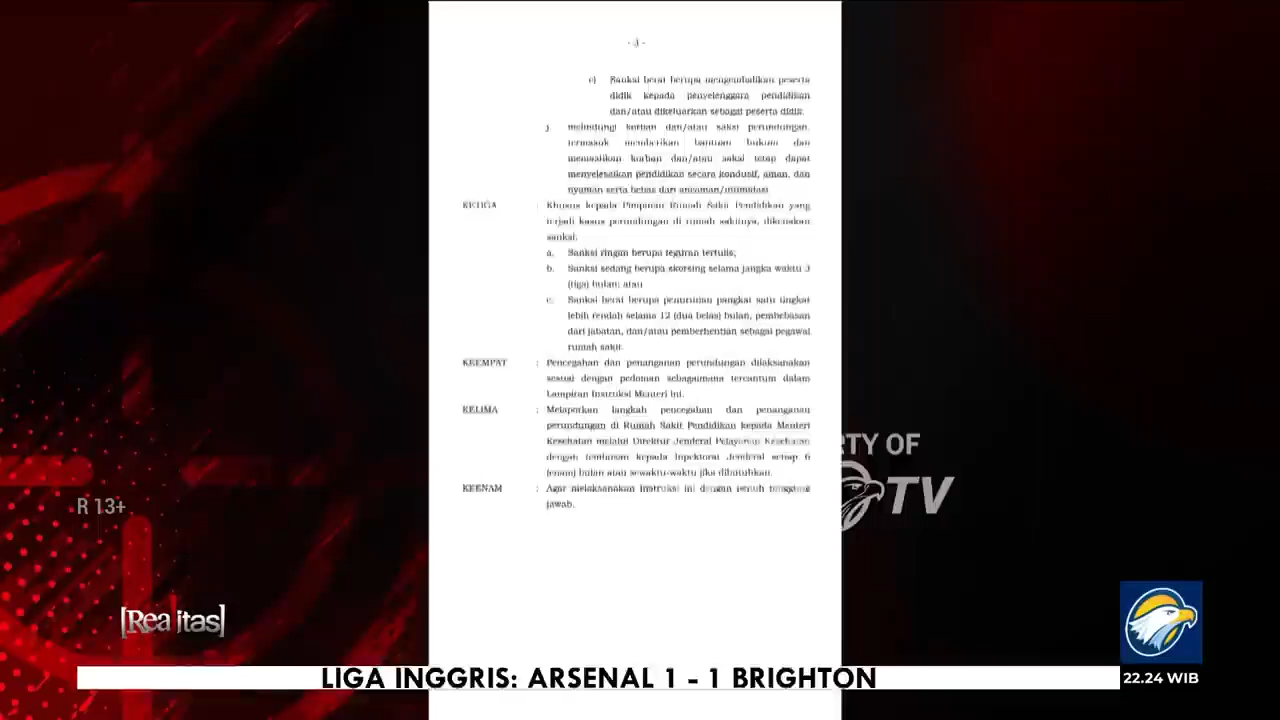 - 3 -
c) Sanksi berat berupa mengembalikan peserta
didik kepada penyelenggara pendidikan
dan/atau dikeluarkan sebagai peserta didik.
j melindungi korban dan/atau saksi perundungan,
termasuk memberikan bantuan hukum dan
memastikan korban dan/atau saksi tetap dapat
menyelesaikan pendidikan secara kondusif, aman, dan
nyaman serta bebas dari ancaman/intimidasi
KETIGA : Khusus kepada Pimpinan Rumah Sakit Pendidikan yang
terjadi kasus perundungan di rumah sakitnya, dikenakan
sanksi:
a. Sanksi ringan berupa teguran tertulis;
b. Sanksi sedang berupa skorsing selama jangka waktu 3
(tiga) bulan; atau
c. Sanksi berat berupa penurunan pangkat satu tingkat
lebih rendah selama 12 (dua belas) bulan, pembebasan
dari jabatan, dan/atau pemberhentian sebagai pegawai
rumah sakit.
KEEMPAT : Pencegahan dan penanganan perundungan dilaksanakan
sesuai dengan pedoman sebagaimana tercantum dalam
Lampiran Instruksi Menteri ini.
KELIMA : Melaporkan langkah pencegahan dan penanganan
perundungan di Rumah Sakit Pendidikan kepada Menteri
Kesehatan melalui Direktur Jenderal Pelayanan Kesehatan
dengan tembusan kepada Inpektorat Jenderal setiap 6
(enam) bulan atau sewaktu-waktu jika dibutuhkan.
KEENAM : Agar melaksanakan instruksi ini dengan penuh tanggung
jawab.
RTY OF
TV
R 13+
[Realitas]
LIGA INGGRIS: ARSENAL 1 - 1 BRIGHTON
22.24 WIB